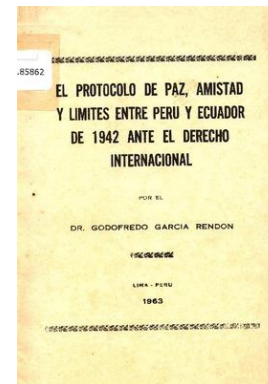 .85862
EL PROTOCOLO DE PAZ, AMISTAD
Y LIMITES ENTRE PERU Y ECUADOR
DE 1942 ANTE EL DERECHO
INTERNACIONAL
POR EL
DR. GODOFREDO GARCIA RENDON
LIMA - PERU
1963